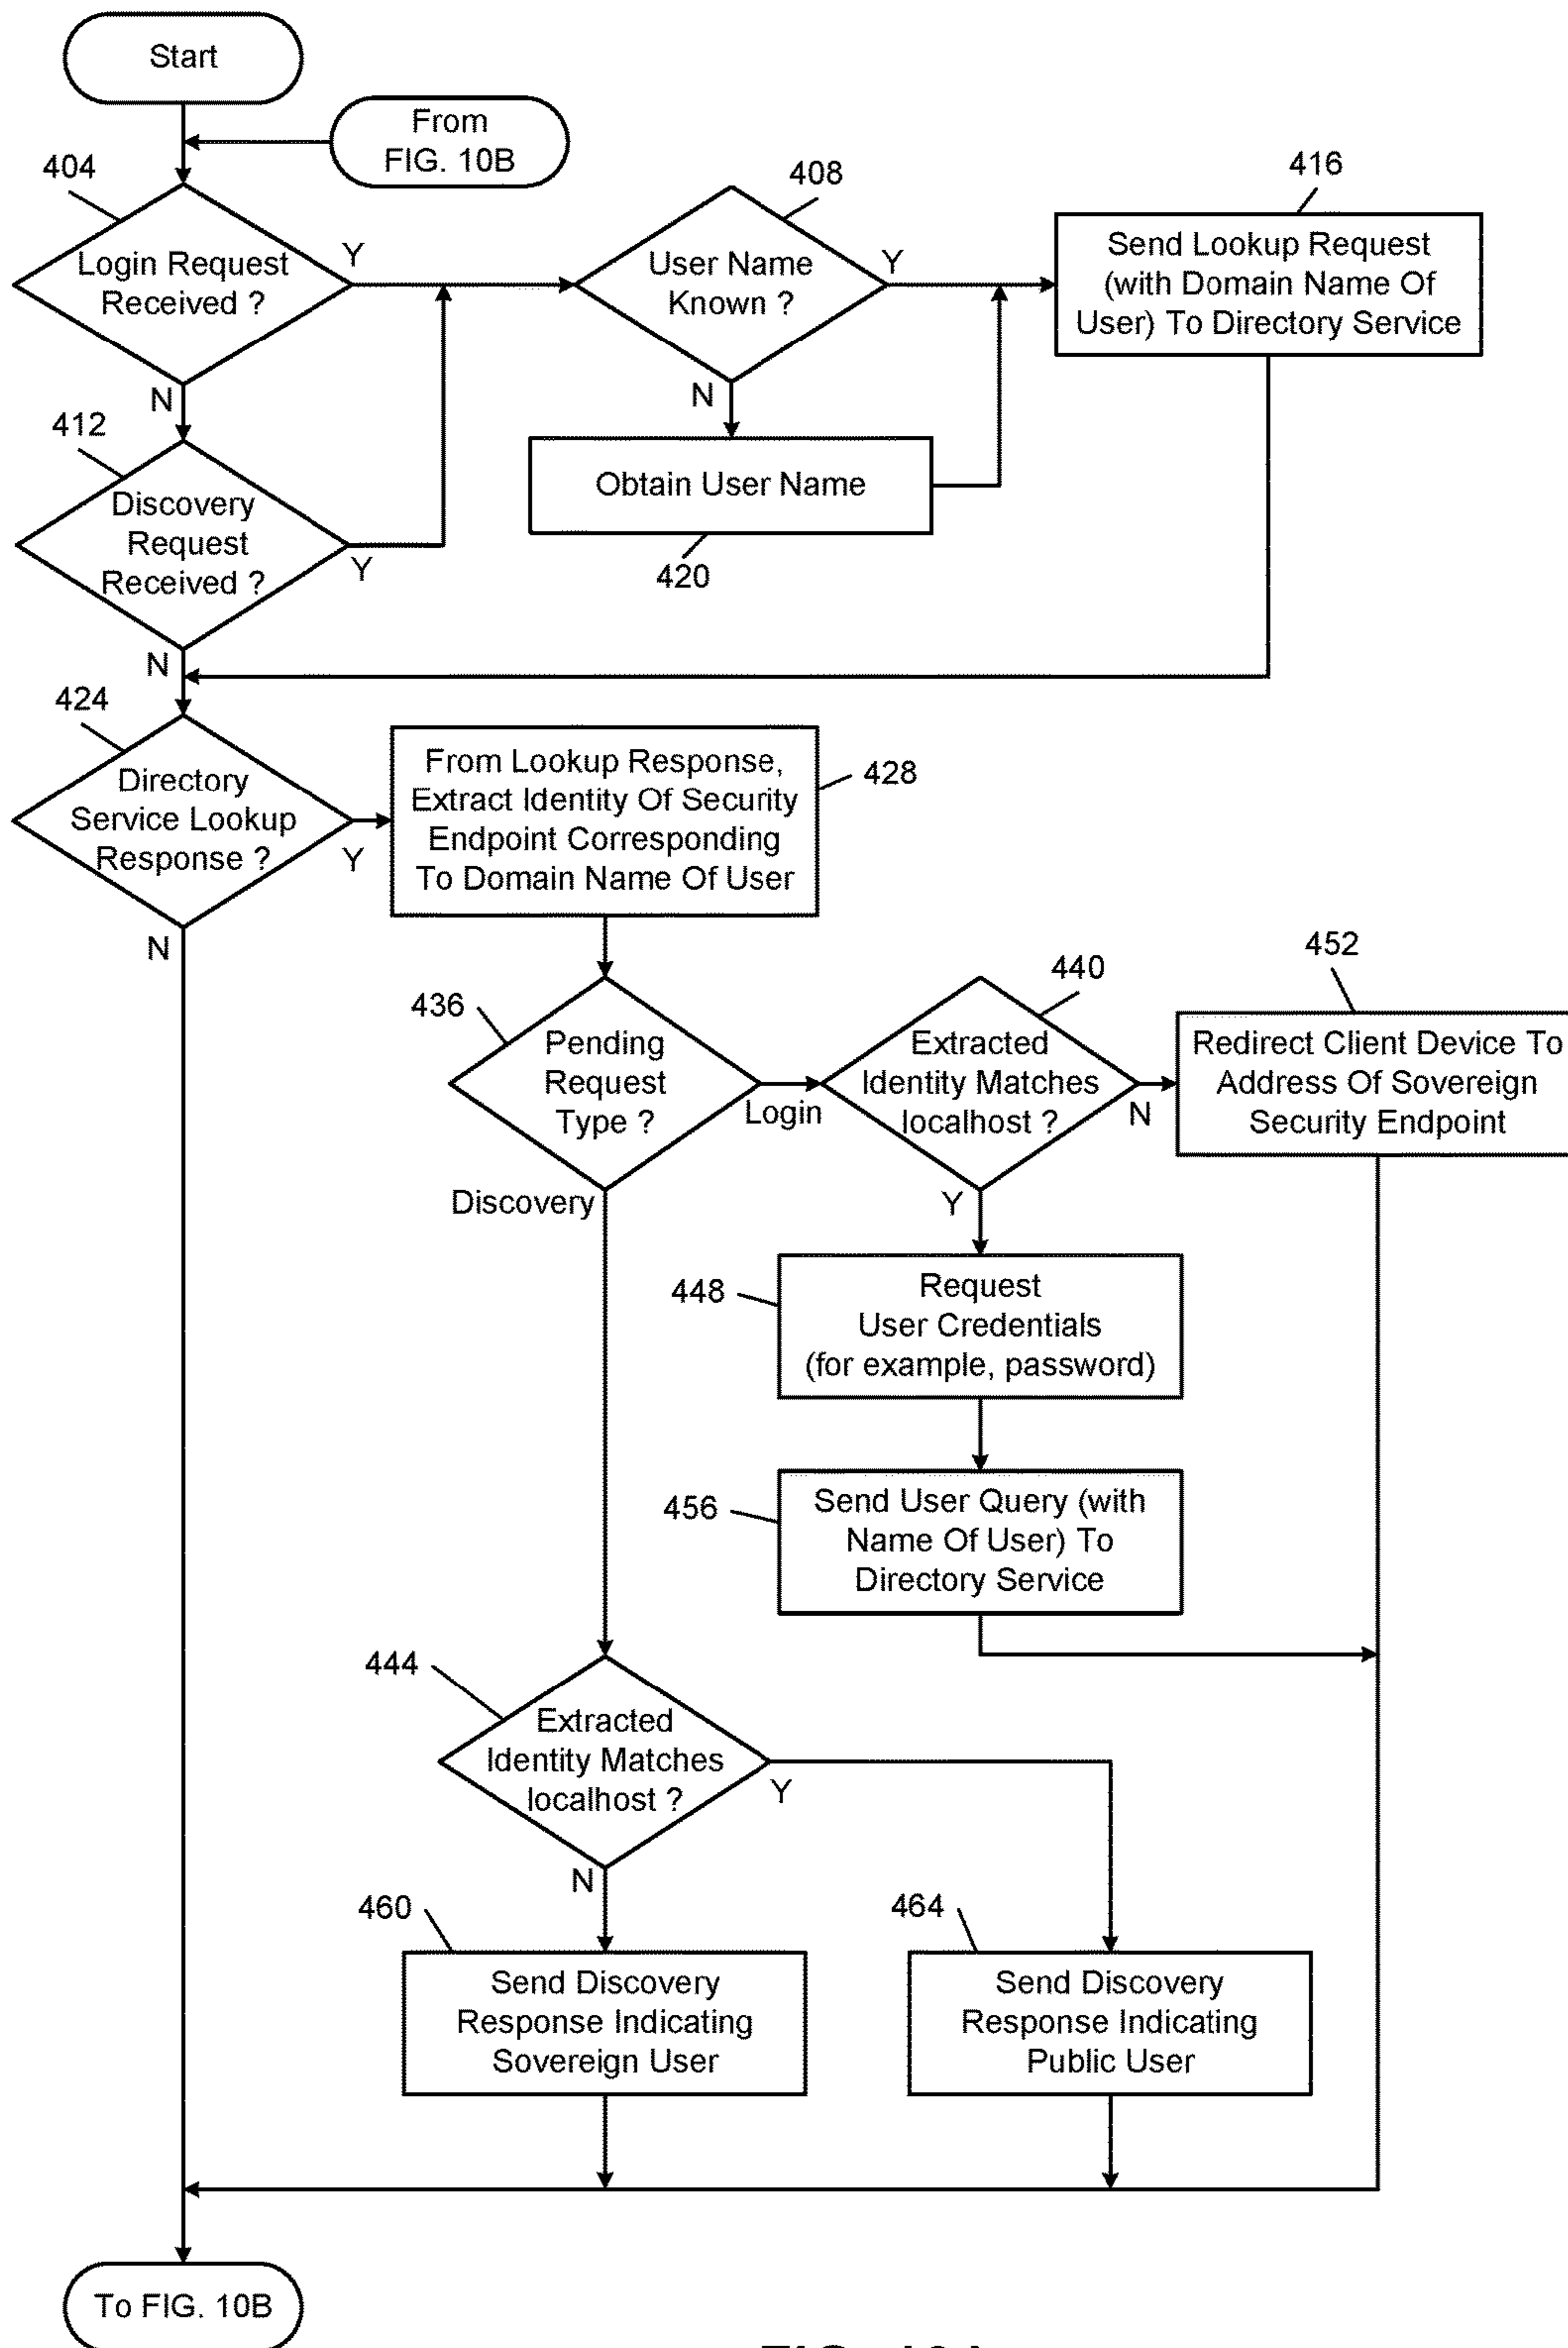 Start
From
FIG. 10B
404
408
416
Login Request
Received ?
Y
User Name
Known ?
Y
Send Lookup Request
(with Domain Name Of
User) To Directory Service
N
N
412
Discovery
Request
Received ?
Y
Obtain User Name
420
N
424
Directory
Service Lookup
Response ?
Y
From Lookup Response,
Extract Identity Of Security
Endpoint Corresponding
To Domain Name Of User
428
N
436
Pending
Request
Type ?
Login
440
Extracted
Identity Matches
localhost ?
N
452
Redirect Client Device To
Address Of Sovereign
Security Endpoint
Discovery
Y
448
Request
User Credentials
(for example, password)
456
Send User Query (with
Name Of User) To
Directory Service
444
Extracted
Identity Matches
localhost ?
Y
N
460
Send Discovery
Response Indicating
Sovereign User
464
Send Discovery
Response Indicating
Public User
To FIG. 10B